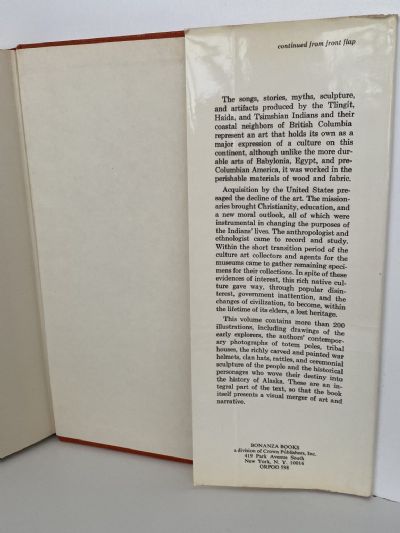 continued from front flap
The songs, stories, myths, sculpture,
and artifacts produced by the Tlingit,
Haida, and Tsimshian Indians and their
coastal neighbors of British Columbia
represent an art that holds its own as a
major expression of a culture on this
continent, although unlike the more dur-
able arts of Babylonia, Egypt, and pre-
Columbian America, it was worked in the
perishable materials of wood and fabric.
Acquisition by the United States pre-
saged the decline of the art. The mission-
aries brought Christianity, education, and
a new moral outlook, all of which were
instrumental in changing the purposes of
the Indians' lives. The anthropologist and
ethnologist came to record and study.
Within the short transition period of the
culture art collectors and agents for the
museums came to gather remaining speci-
mens for their collections. In spite of these
evidences of interest, this rich native cul-
ture gave way, through popular disin-
terest, government inattention, and the
changes of civilization, to become, within
the lifetime of its elders, a lost heritage.
This volume contains more than 200
illustrations, including drawings of the
early explorers, the authors' contempor-
ary photographs of totem poles, tribal
houses, the richly carved and painted war
helmets, clan hats, rattles, and ceremonial
sculpture of the people and the historical
personages who wove their destiny into
the history of Alaska. These are an in-
tegral part of the text, so that the book
itself presents a visual merger of art and
narrative.
BONANZA BOOKS
a division of Crown Publishers, Inc.
419 Park Avenue South
New York, N. Y. 10016
ORPOO 598